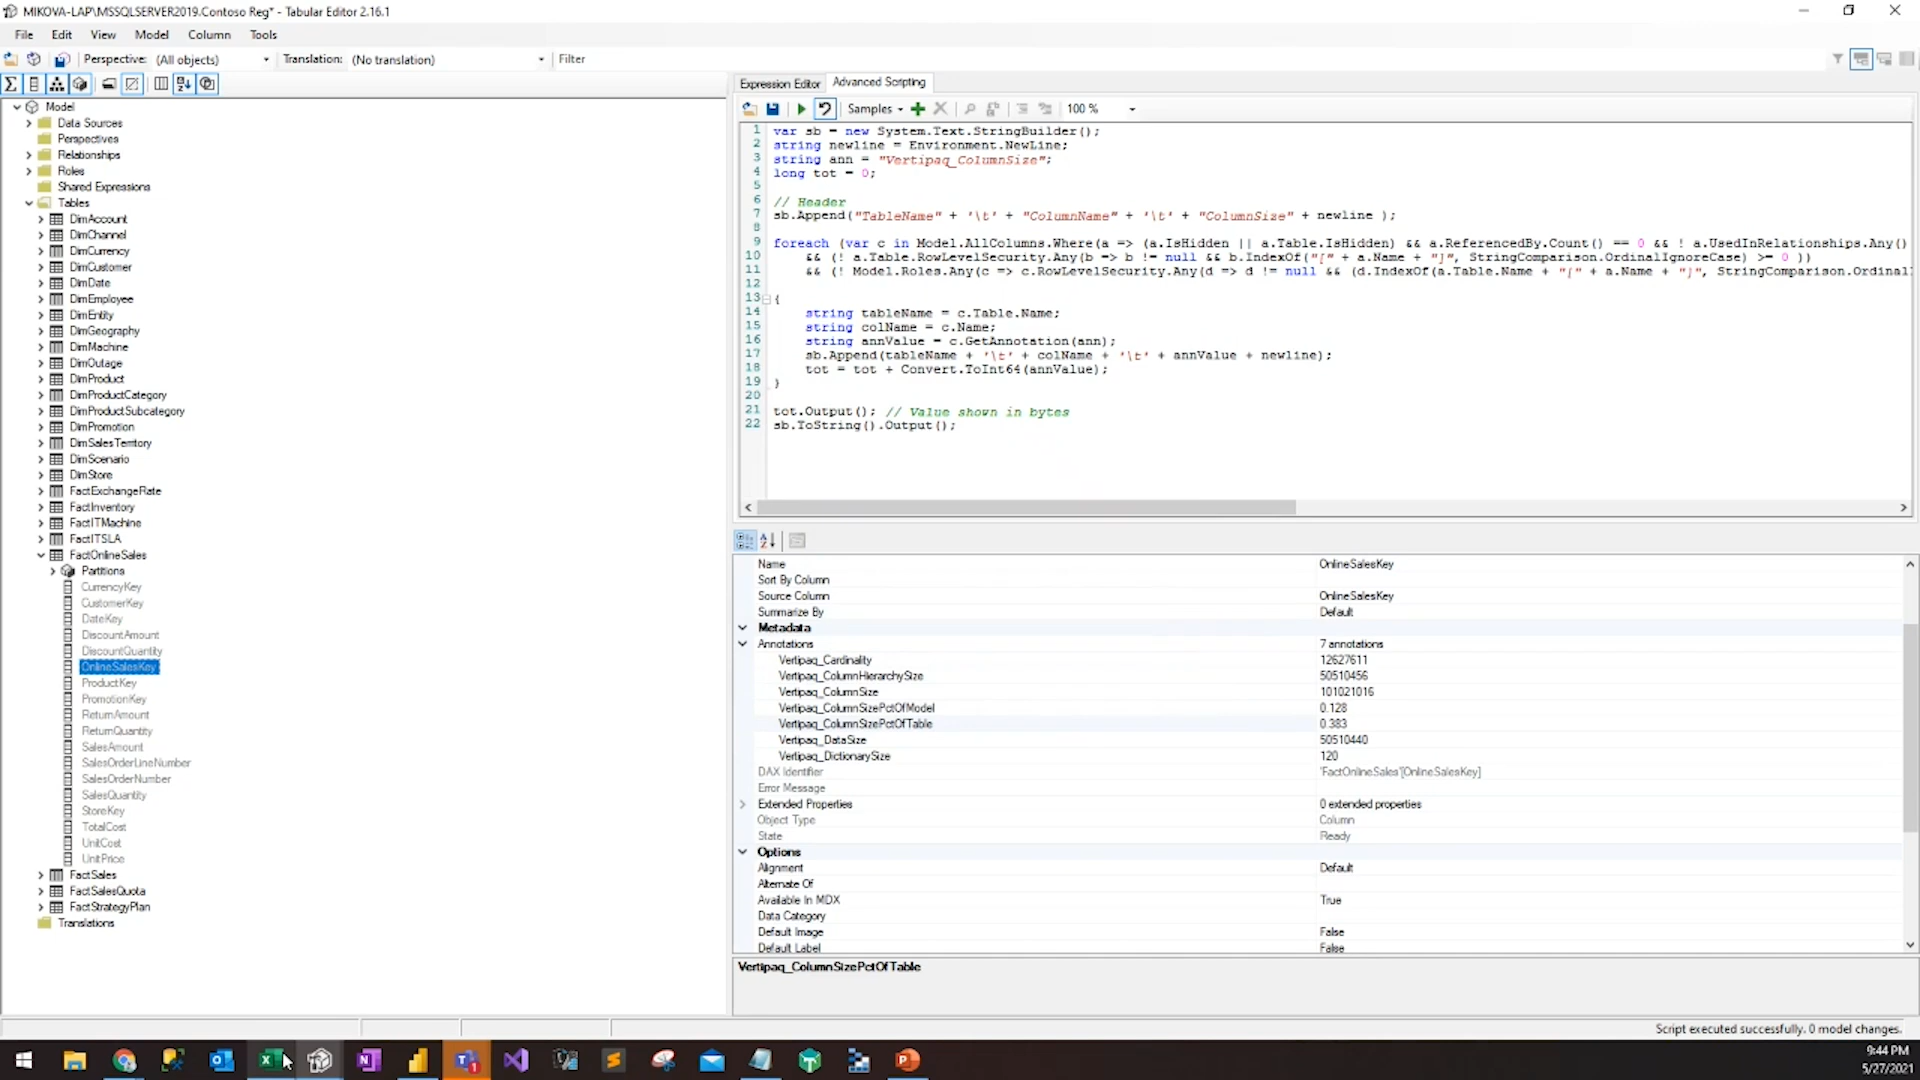 MIKOVA-LAP\MSSQLSERVER2019.Contoso Reg* - Tabular Editor 2.16.1
File Edit View Model Column Tools
Perspective: (All objects) Translation: (No translation) Filter
Model
Data Sources
Perspectives
Relationships
Roles
Shared Expressions
Tables
DimAccount
DimChannel
DimCurrency
DimCustomer
DimDate
DimEmployee
DimEntity
DimGeography
DimMachine
DimOutage
DimProduct
DimProductCategory
DimProductSubcategory
DimPromotion
DimSalesTerritory
DimScenario
DimStore
FactExchangeRate
FactInventory
FactITMachine
FactITSLA
FactOnlineSales
Partitions
CurrencyKey
CustomerKey
DateKey
DiscountAmount
DiscountQuantity
OnlineSalesKey
ProductKey
PromotionKey
ReturnAmount
ReturnQuantity
SalesAmount
SalesOrderLineNumber
SalesOrderNumber
SalesQuantity
StoreKey
TotalCost
UnitCost
UnitPrice
FactSales
FactSalesQuota
FactStrategyPlan
Translations
Expression Editor Advanced Scripting
Samples 100 %
1 var sb = new System.Text.StringBuilder();
2 string newline = Environment.NewLine;
3 string ann = "Vertipaq_ColumnSize";
4 long tot = 0;
5
6 // Header
7 sb.Append("TableName" + '\t' + "ColumnName" + '\t' + "ColumnSize" + newline );
8
9 foreach (var c in Model.AllColumns.Where(a => (a.IsHidden || a.Table.IsHidden) && a.ReferencedBy.Count() == 0 && ! a.UsedInRelationships.Any()
10 && (! a.Table.RowLevelSecurity.Any(b => b != null && b.IndexOf("[" + a.Name + "]", StringComparison.OrdinalIgnoreCase) >= 0 ))
11 && (! Model.Roles.Any(c => c.RowLevelSecurity.Any(d => d != null && (d.IndexOf(a.Table.Name + "[" + a.Name + "]", StringComparison.Ordinal
12
13 {
14 string tableName = c.Table.Name;
15 string colName = c.Name;
16 string annValue = c.GetAnnotation(ann);
17 sb.Append(tableName + '\t' + colName + '\t' + annValue + newline);
18 tot = tot + Convert.ToInt64(annValue);
19 }
20
21 tot.Output(); // Value shown in bytes
22 sb.ToString().Output();
Name OnlineSalesKey
Sort By Column
Source Column OnlineSalesKey
Summarize By Default
Metadata
Annotations 7 annotations
Vertipaq_Cardinality 12627611
Vertipaq_ColumnHierarchySize 50510456
Vertipaq_ColumnSize 101021016
Vertipaq_ColumnSizePctOfModel 0.128
Vertipaq_ColumnSizePctOfTable 0.383
Vertipaq_DataSize 50510440
Vertipaq_DictionarySize 120
DAX Identifier 'FactOnlineSales'[OnlineSalesKey]
Error Message
Extended Properties 0 extended properties
Object Type Column
State Ready
Options
Alignment Default
Alternate Of
Available In MDX True
Data Category
Default Image False
Default Label False
Vertipaq_ColumnSizePctOfTable
Script executed successfully. 0 model changes.
9:44 PM
5/27/2021